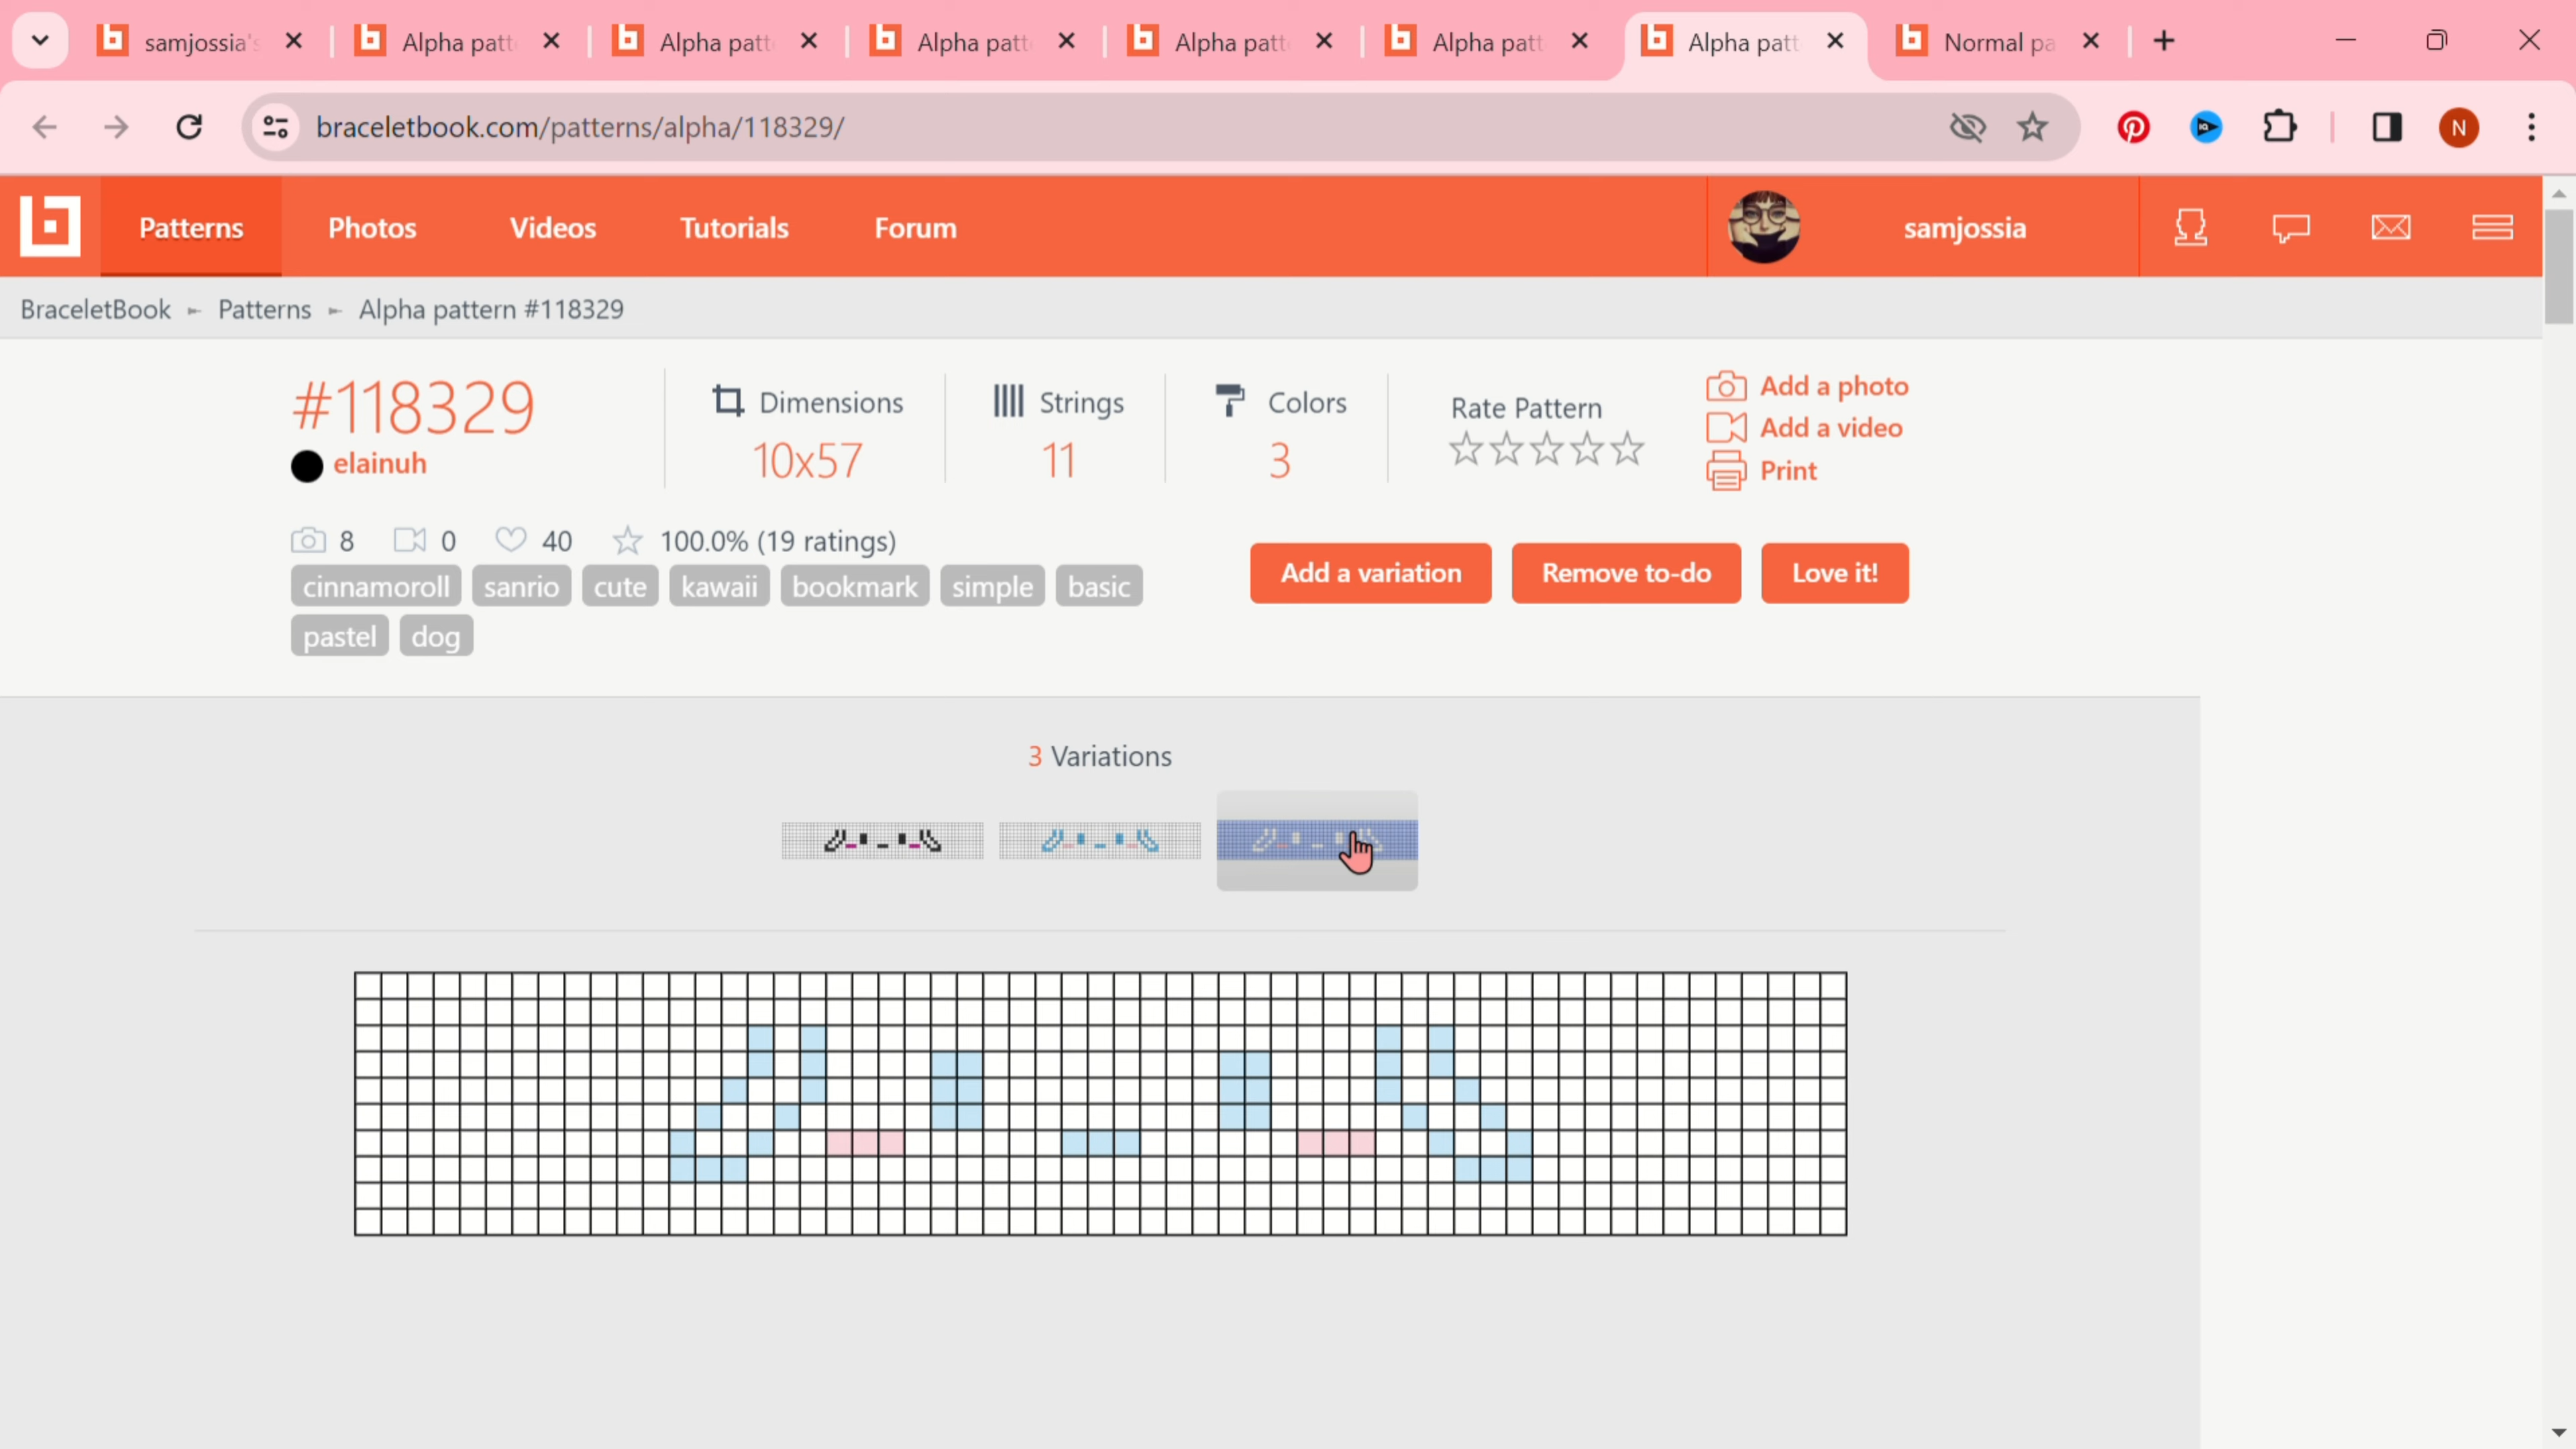 samjossia's
Alpha patt
Alpha patt
Alpha patt
Alpha patt
Alpha patt
Alpha patt
Normal pa
braceletbook.com/patterns/alpha/118329/
N
Patterns
Photos
Videos
Tutorials
Forum
samjossia
BraceletBook
Patterns
Alpha pattern #118329
#118329
elainuh
Dimensions
10x57
Strings
11
Colors
3
Rate Pattern
Add a photo
Add a video
Print
8 0 40 100.0% (19 ratings)
cinnamoroll sanrio cute kawaii bookmark simple basic
pastel dog
Add a variation
Remove to-do
Love it!
3 Variations